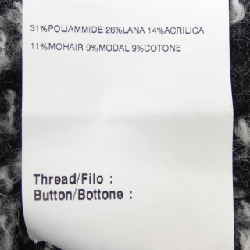 31%POLIAMMIDE 26%LANA 14%ACRILICA
11%MOHAIR 9%MODAL 9%COTONE
Thread/Filo :
Button/Bottone :